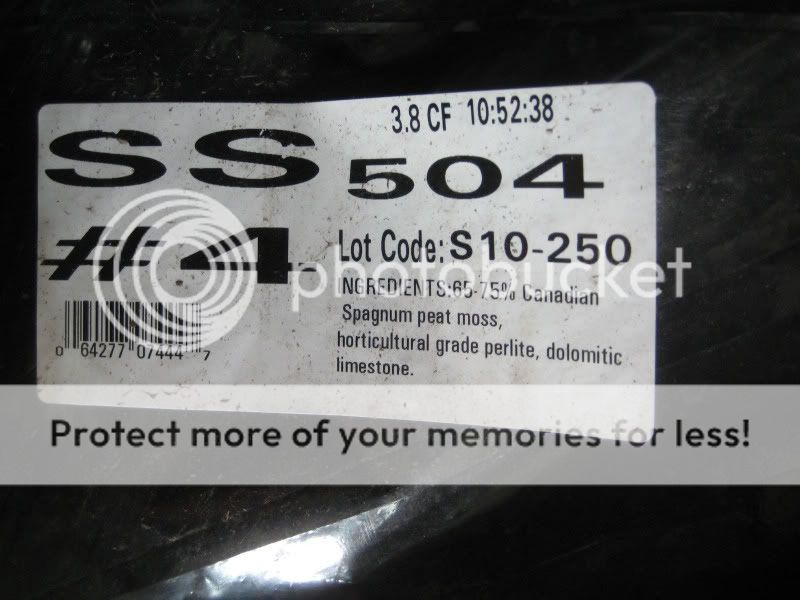 3.8 CF 10:52:38
SS 504
#4
Lot Code: S10-250
INGREDIENTS:65-75% Canadian
Spagnum peat moss,
horticultural grade perlite, dolomitic
limestone.
0 64277 07444 7
photobucket
Protect more of your memories for less!